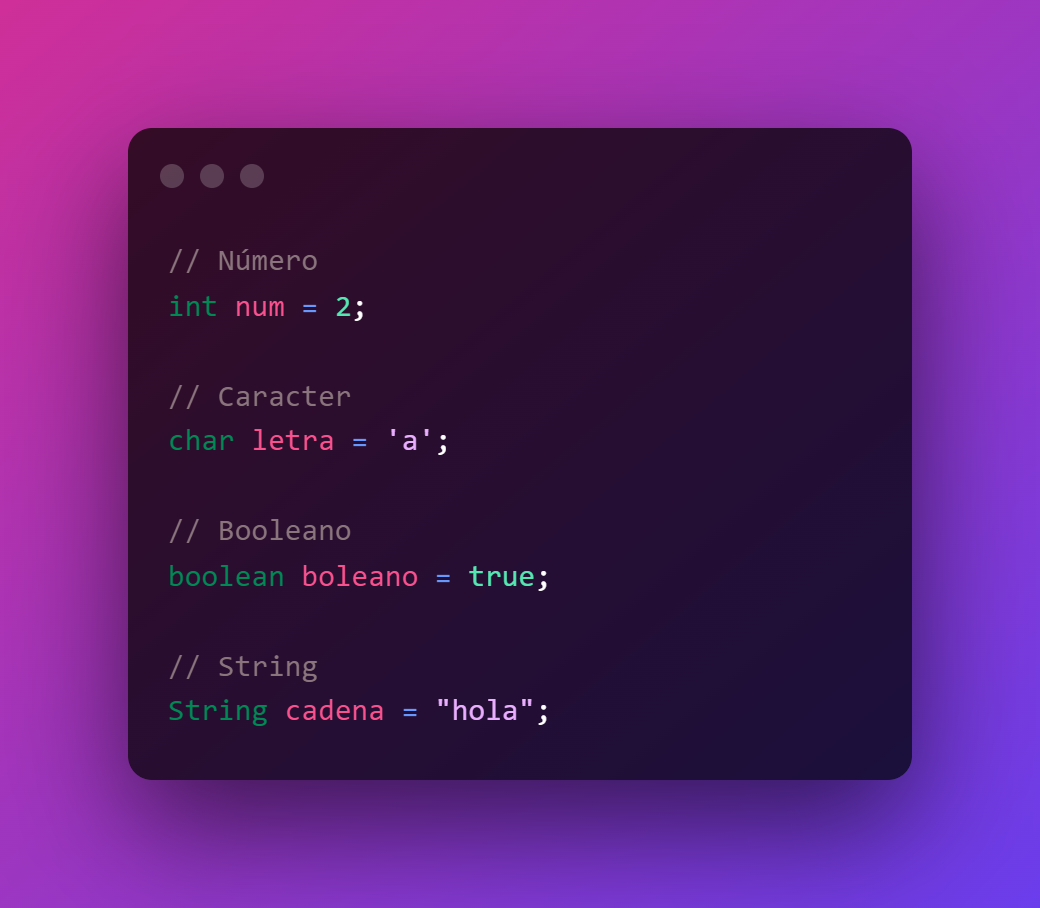 // Número
int num = 2;
// Caracter
char letra = 'a';
// Booleano
boolean boleano = true;
// String
String cadena = "hola";